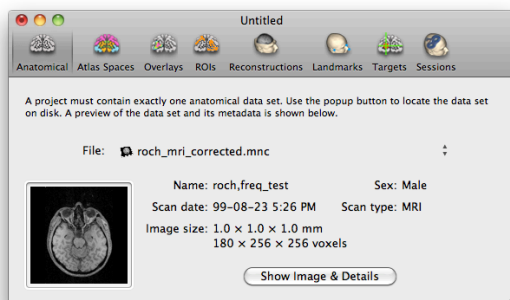 Untitled
Anatomical Atlas Spaces Overlays ROIs Reconstructions Landmarks Targets Sessions
A project must contain exactly one anatomical data set. Use the popup button to locate the data set
on disk. A preview of the data set and its metadata is shown below.
File: roch_mri_corrected.mnc
Name: roch,freq_test Sex: Male
Scan date: 99-08-23 5:26 PM Scan type: MRI
Image size: 1.0 × 1.0 × 1.0 mm
180 × 256 × 256 voxels
Show Image & Details